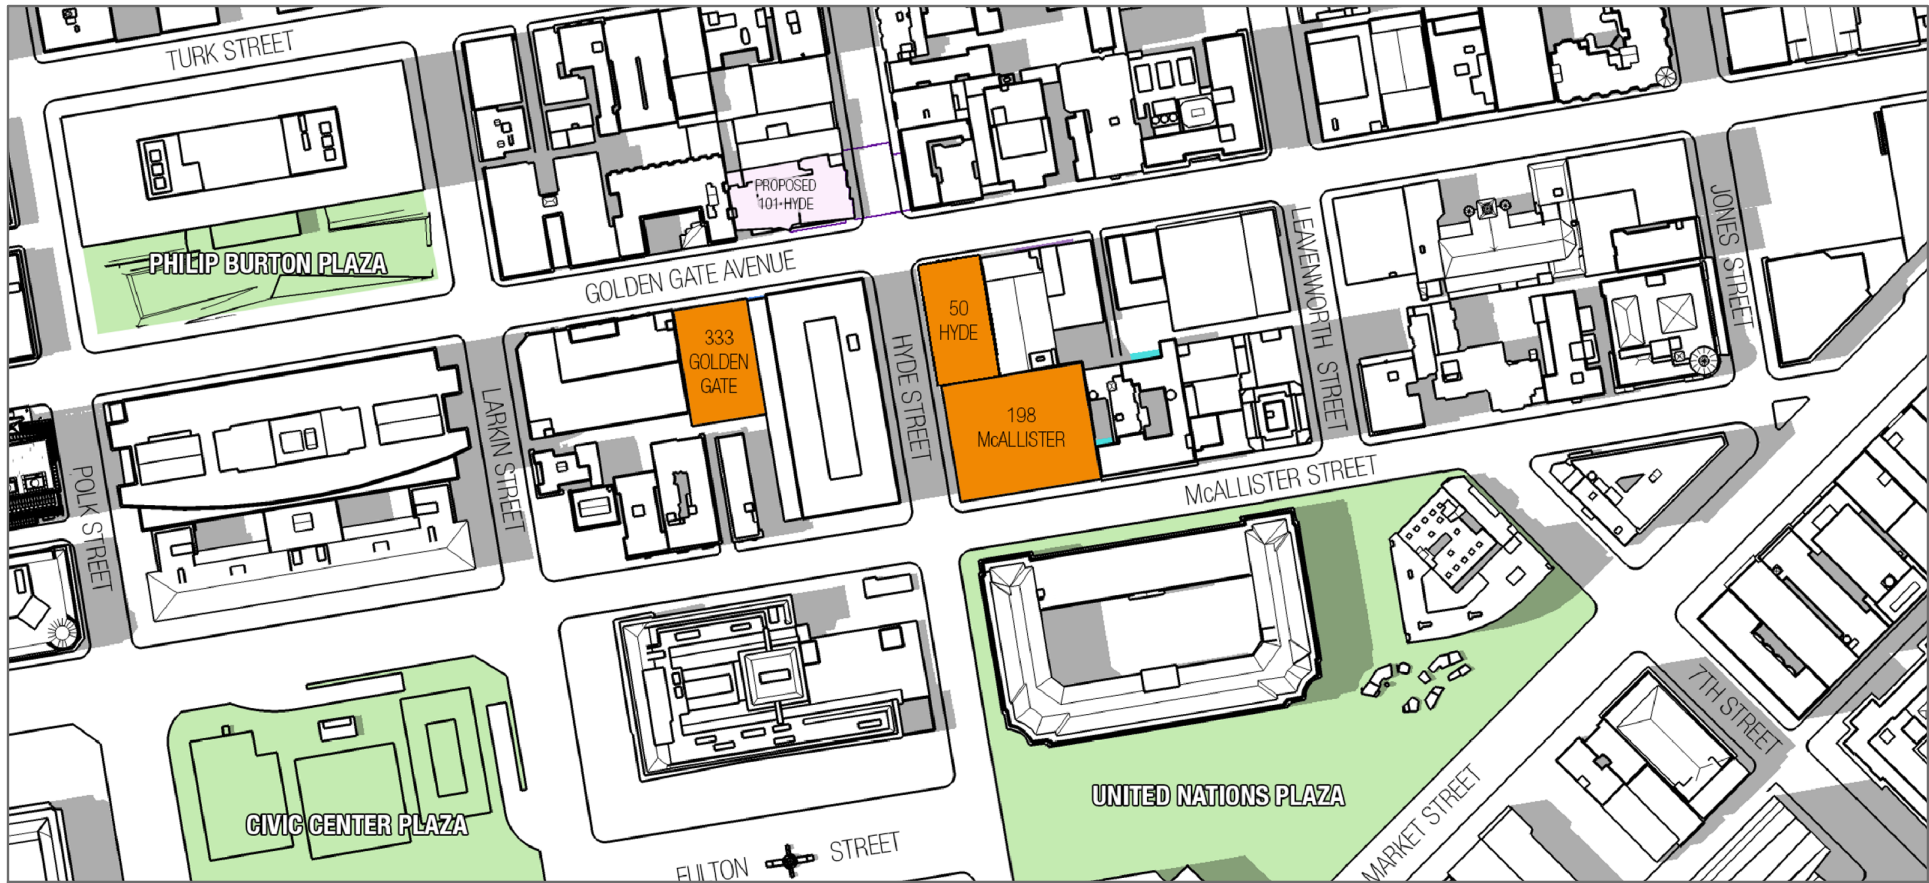 TURK STREET
PROPOSED
101 HYDE
JONES STREET
PHILIP BURTON PLAZA
GOLDEN GATE AVENUE
LEAVENWORTH STREET
50
HYDE
333
GOLDEN
GATE
HYDE STREET
LARKIN STREET
198
McALLISTER
POLK STREET
McALLISTER STREET
7TH STREET
UNITED NATIONS PLAZA
CIVIC CENTER PLAZA
MARKET STREET
FULTON STREET